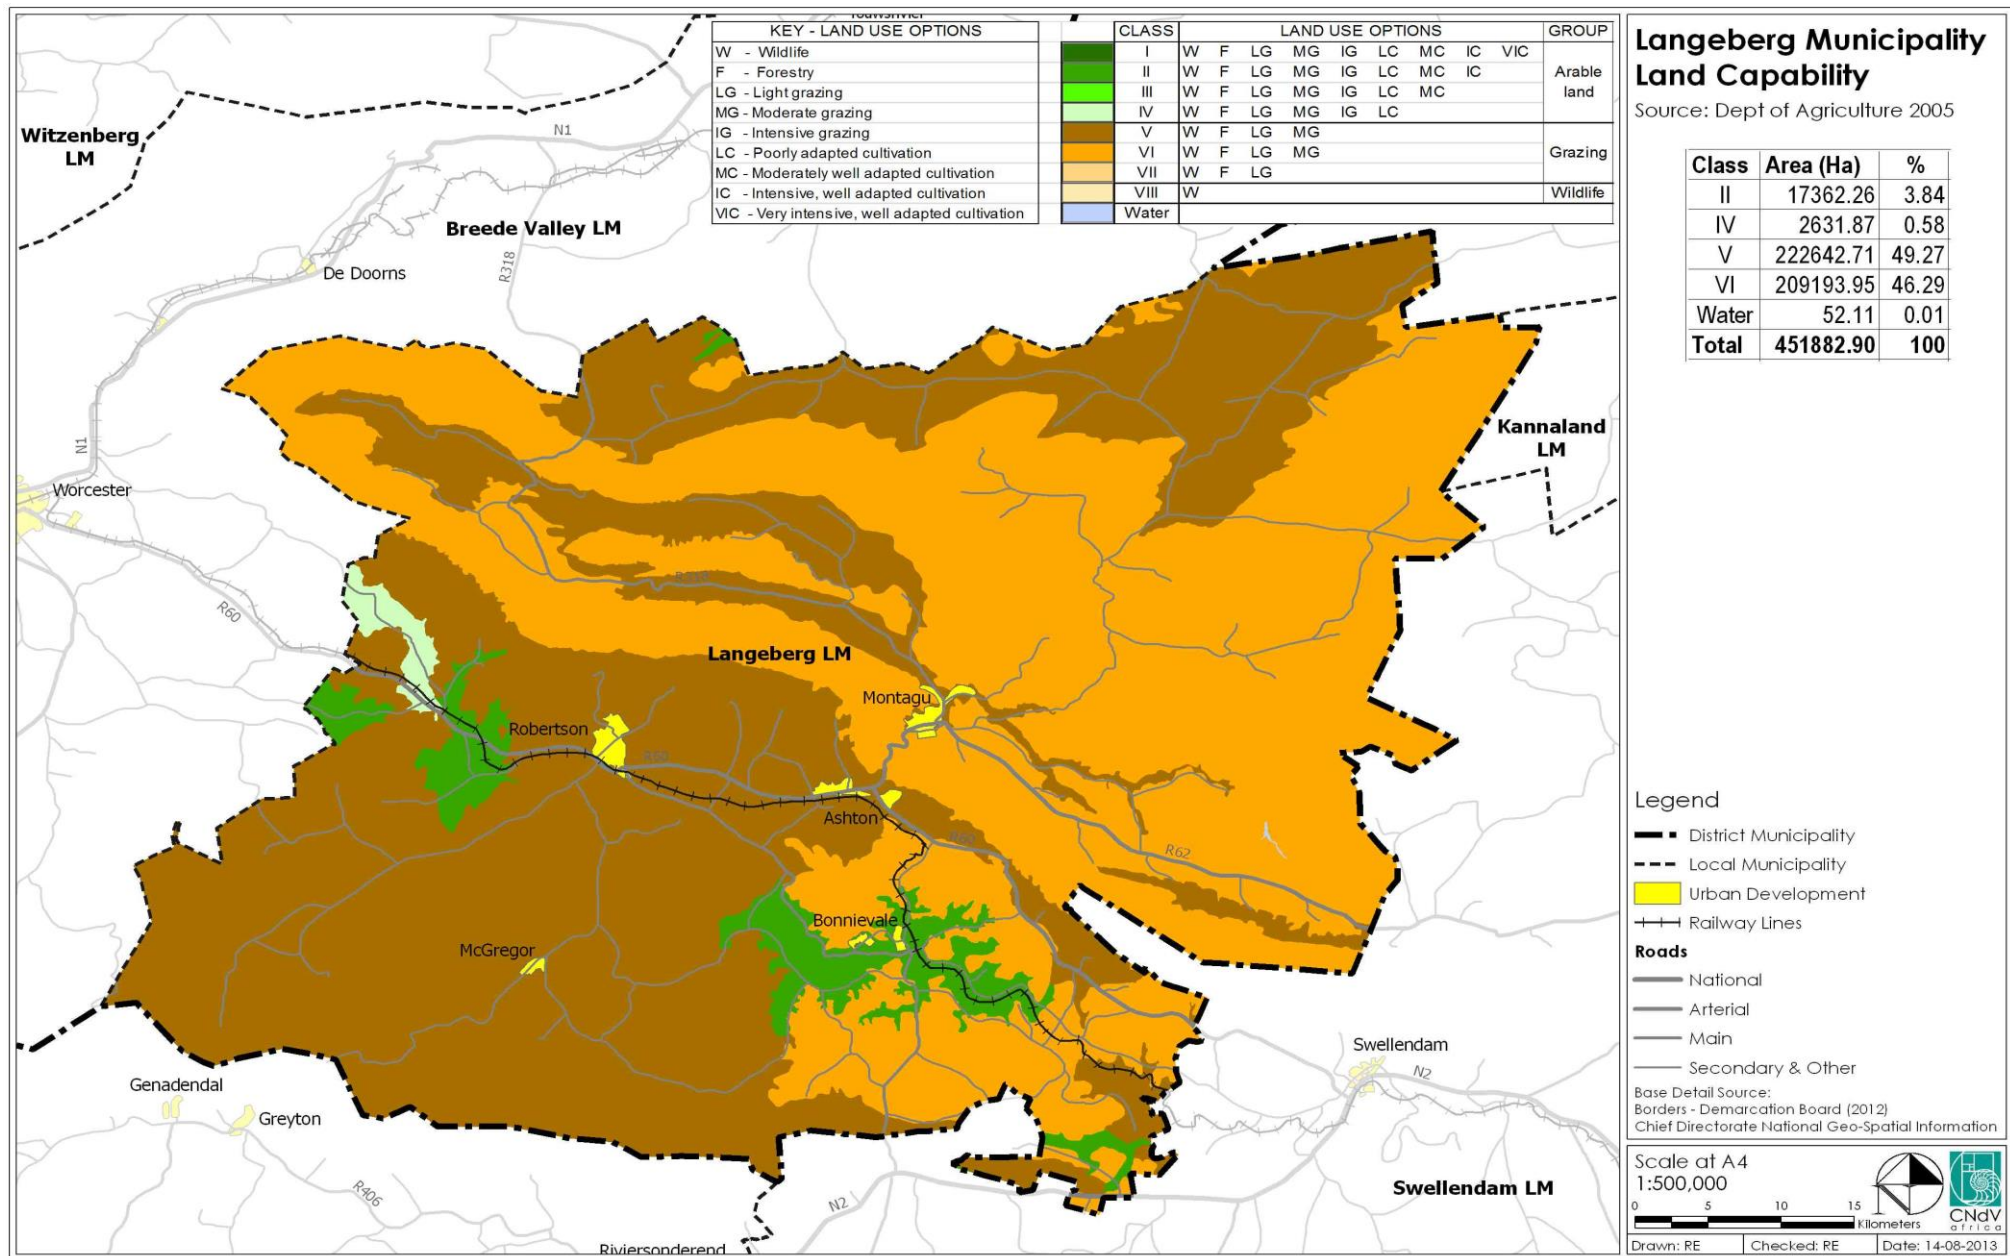 KEY - LAND USE OPTIONS
W - Wildlife
F - Forestry
LG - Light grazing
MG - Moderate grazing
IG - Intensive grazing
LC - Poorly adapted cultivation
MC - Moderately well adapted cultivation
IC - Intensive, well adapted cultivation
VIC - Very intensive, well adapted cultivation
CLASS LAND USE OPTIONS GROUP
I W F LG MG IG LC MC IC VIC
II W F LG MG IG LC MC IC
III W F LG MG IG LC MC
IV W F LG MG IG LC
Arable
land
V W F LG MG
VI W F LG MG
VII W F LG
Grazing
VIII W Wildlife
Water
Witzenberg
LM
N1
Breede Valley LM
R318
De Doorns
N1
Worcester
R60
Kannaland
LM
R318
Langeberg LM
Montagu
Robertson
R60
Ashton
R60
R62
Bonnievale
McGregor
Genadendal
Greyton
R406
N2
Swellendam
N2
Swellendam LM
Riviersonderend
Langeberg Municipality
Land Capability
Source: Dept of Agriculture 2005
Class Area (Ha) %
II 17362.26 3.84
IV 2631.87 0.58
V 222642.71 49.27
VI 209193.95 46.29
Water 52.11 0.01
Total 451882.90 100
Legend
District Municipality
Local Municipality
Urban Development
Railway Lines
Roads
National
Arterial
Main
Secondary & Other
Base Detail Source:
Borders - Demarcation Board (2012)
Chief Directorate National Geo-Spatial Information
Scale at A4
1:500,000
0 5 10 15
Kilometers
CNdV
africa
Drawn: RE Checked: RE Date: 14-08-2013